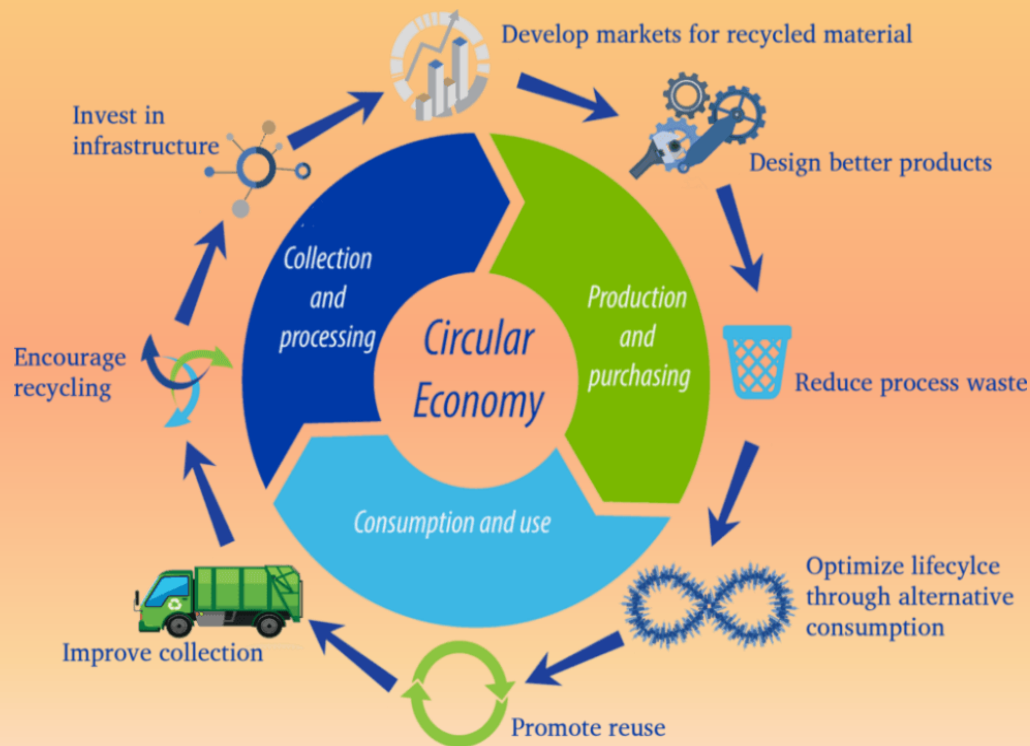 Develop markets for recycled material
Invest in
infrastructure
Design better products
Collection
and
processing
Production
and
purchasing
Circular
Economy
Encourage
recycling
Reduce process waste
Consumption and use
Optimize lifecylce
through alternative
consumption
Improve collection
Promote reuse